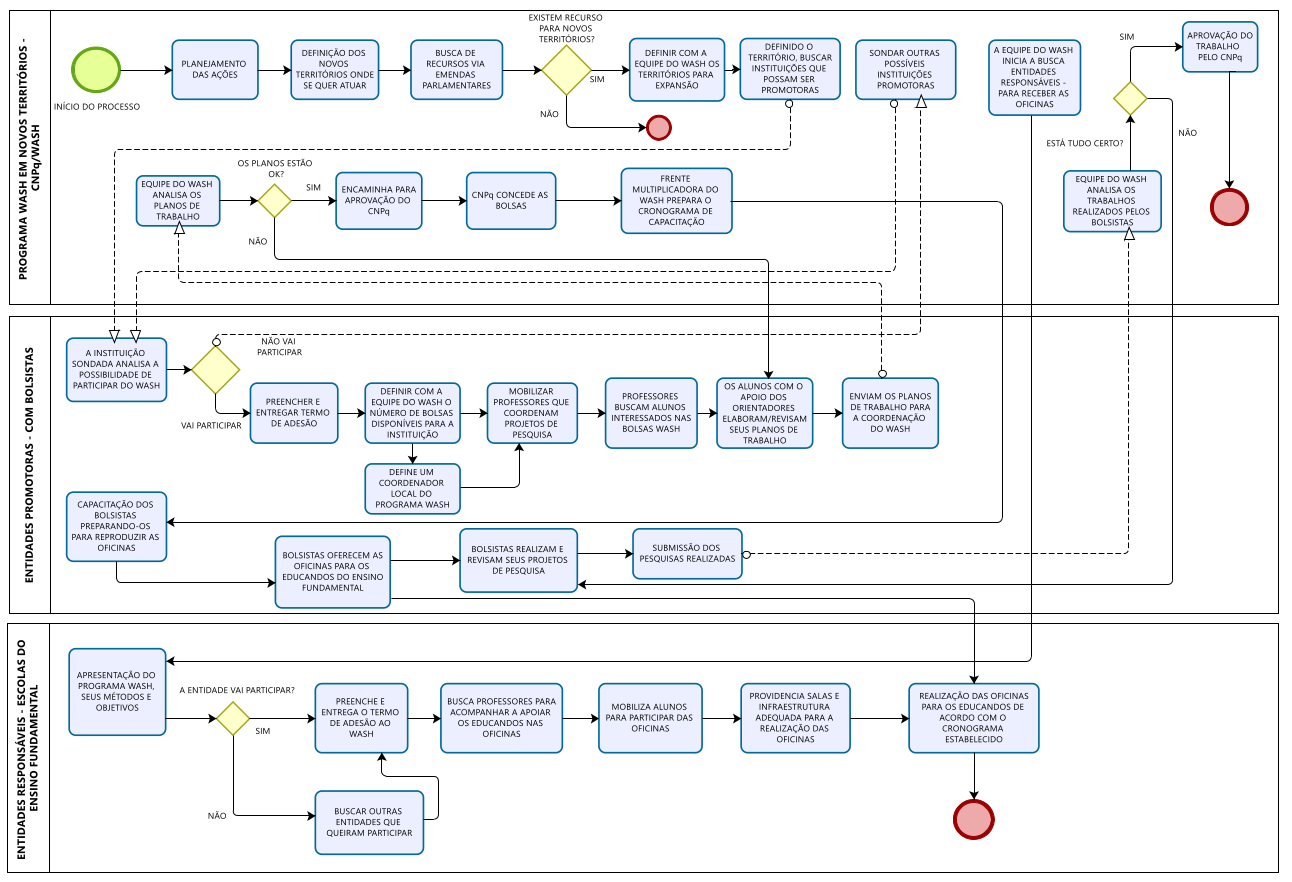 PROGRAMA WASH EM NOVOS TERRITÓRIOS -
CNPq/WASH
INÍCIO DO PROCESSO
PLANEJAMENTO
DAS AÇÕES
DEFINIÇÃO DOS
NOVOS
TERRITÓRIOS ONDE
SE QUER ATUAR
BUSCA DE
RECURSOS VIA
EMENDAS
PARLAMENTARES
EXISTEM RECURSO
PARA NOVOS
TERRITÓRIOS?
SIM
NÃO
DEFINIR COM A
EQUIPE DO WASH OS
TERRITÓRIOS PARA
EXPANSÃO
DEFINIDO O
TERRITÓRIO, BUSCAR
INSTITUIÇÕES QUE
POSSAM SER
PROMOTORAS
SONDAR OUTRAS
POSSÍVEIS
INSTITUIÇÕES
PROMOTORAS
A EQUIPE DO WASH
INICIA A BUSCA
ENTIDADES
RESPONSÁVEIS -
PARA RECEBER AS
OFICINAS
SIM
APROVAÇÃO DO
TRABALHO
PELO CNPq
NÃO
ESTÁ TUDO CERTO?
EQUIPE DO WASH
ANALISA OS
TRABALHOS
REALIZADOS PELOS
BOLSISTAS
EQUIPE DO WASH
ANALISA OS
PLANOS DE
TRABALHO
OS PLANOS ESTÃO
OK?
SIM
NÃO
ENCAMINHA PARA
APROVAÇÃO DO
CNPq
CNPq CONCEDE AS
BOLSAS
FRENTE
MULTIPLICADORA DO
WASH PREPARA O
CRONOGRAMA DE
CAPACITAÇÃO
ENTIDADES PROMOTORAS - COM BOLSISTAS
A INSTITUIÇÃO
SONDADA ANALISA A
POSSIBILIDADE DE
PARTICIPAR DO WASH
NÃO VAI
PARTICIPAR
VAI PARTICIPAR
PREENCHER E
ENTREGAR TERMO
DE ADESÃO
DEFINIR COM A
EQUIPE DO WASH O
NÚMERO DE BOLSAS
DISPONÍVEIS PARA A
INSTITUIÇÃO
MOBILIZAR
PROFESSORES QUE
COORDENAM
PROJETOS DE
PESQUISA
PROFESSORES
BUSCAM ALUNOS
INTERESSADOS NAS
BOLSAS WASH
OS ALUNOS COM O
APOIO DOS
ORIENTADORES
ELABORAM/REVISAM
SEUS PLANOS DE
TRABALHO
ENVIAM OS PLANOS
DE TRABALHO PARA
A COORDENAÇÃO
DO WASH
DEFINE UM
COORDENADOR
LOCAL DO
PROGRAMA WASH
CAPACITAÇÃO DOS
BOLSISTAS
PREPARANDO-OS
PARA REPRODUZIR AS
OFICINAS
BOLSISTAS OFERECEM AS
OFICINAS PARA OS
EDUCANDOS DO ENSINO
FUNDAMENTAL
BOLSISTAS REALIZAM E
REVISAM SEUS PROJETOS
DE PESQUISA
SUBMISSÃO DOS
PESQUISAS REALIZADAS
ENTIDADES RESPONSÁVEIS - ESCOLAS DO
ENSINO FUNDAMENTAL
APRESENTAÇÃO DO
PROGRAMA WASH,
SEUS MÉTODOS E
OBJETIVOS
A ENTIDADE VAI PARTICIPAR?
SIM
NÃO
PREENCHE E
ENTREGA O TERMO
DE ADESÃO AO
WASH
BUSCA PROFESSORES PARA
ACOMPANHAR A APOIAR
OS EDUCANDOS NAS
OFICINAS
MOBILIZA ALUNOS
PARA PARTICIPAR DAS
OFICINAS
PROVIDENCIA SALAS E
INFRAESTRUTURA
ADEQUADA PARA A
REALIZAÇÃO DAS
OFICINAS
REALIZAÇÃO DAS OFICINAS
PARA OS EDUCANDOS DE
ACORDO COM O
CRONOGRAMA
ESTABELECIDO
BUSCAR OUTRAS
ENTIDADES QUE
QUEIRAM PARTICIPAR